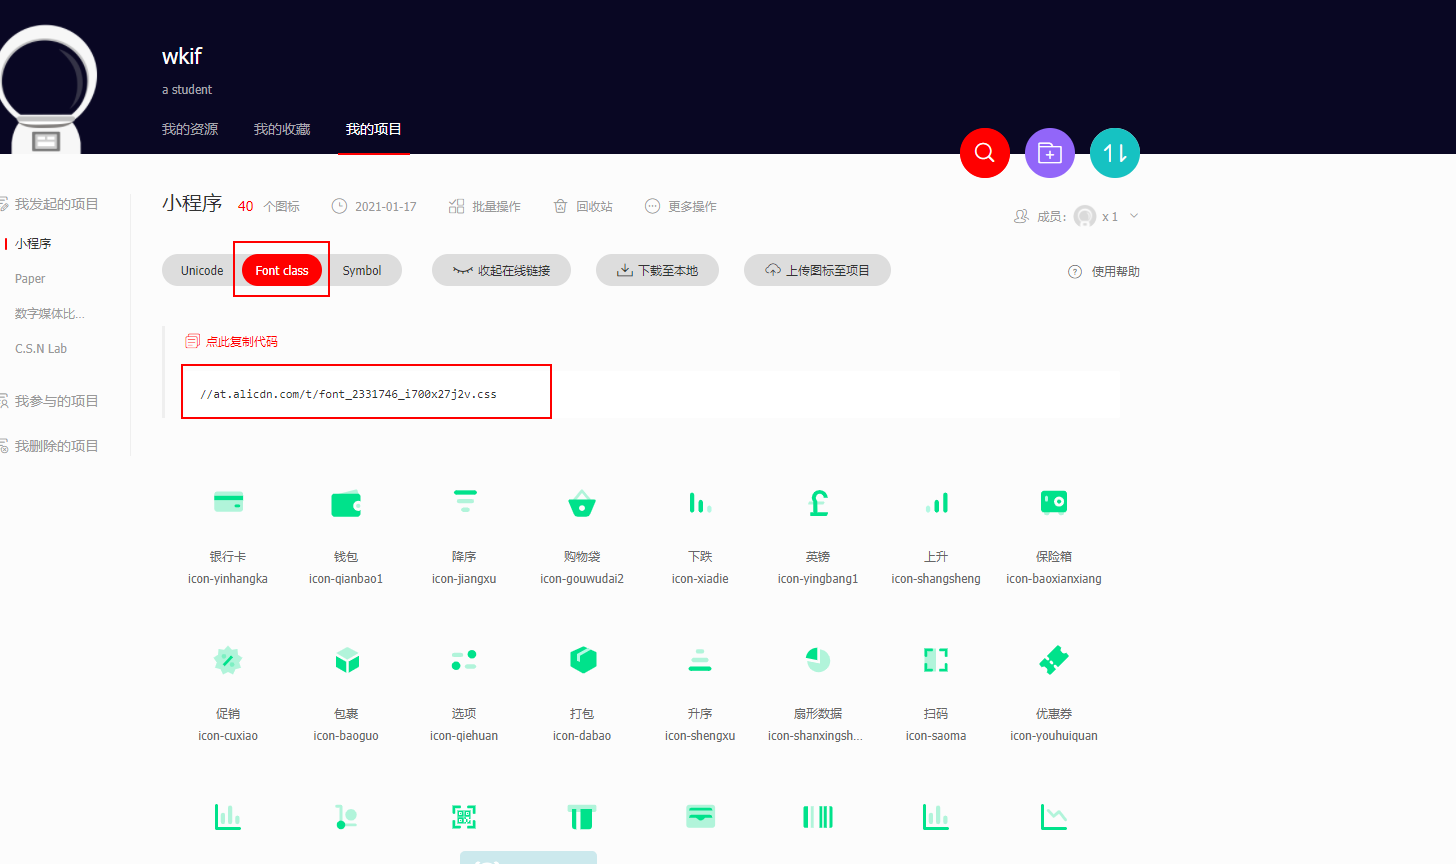 wkif
a student
我的资源 我的收藏 我的项目
我发起的项目
小程序
Paper
数字媒体比...
C.S.N Lab
我参与的项目
我删除的项目
小程序 40 个图标 2021-01-17 批量操作 回收站 更多操作
成员: x 1
Unicode Font class Symbol 收起在线链接 下载至本地 上传图标至项目 使用帮助
点此复制代码
//at.alicdn.com/t/font_2331746_i700x27j2v.css
银行卡 钱包 降序 购物袋 下跌 英镑 上升 保险箱
icon-yinhangka icon-qianbao1 icon-jiangxu icon-gouwudai2 icon-xiadie icon-yingbang1 icon-shangsheng icon-baoxianxiang
促销 包裹 选项 打包 升序 扇形数据 扫码 优惠券
icon-cuxiao icon-baoguo icon-qiehuan icon-dabao icon-shengxu icon-shanxingsh... icon-saoma icon-youhuiquan